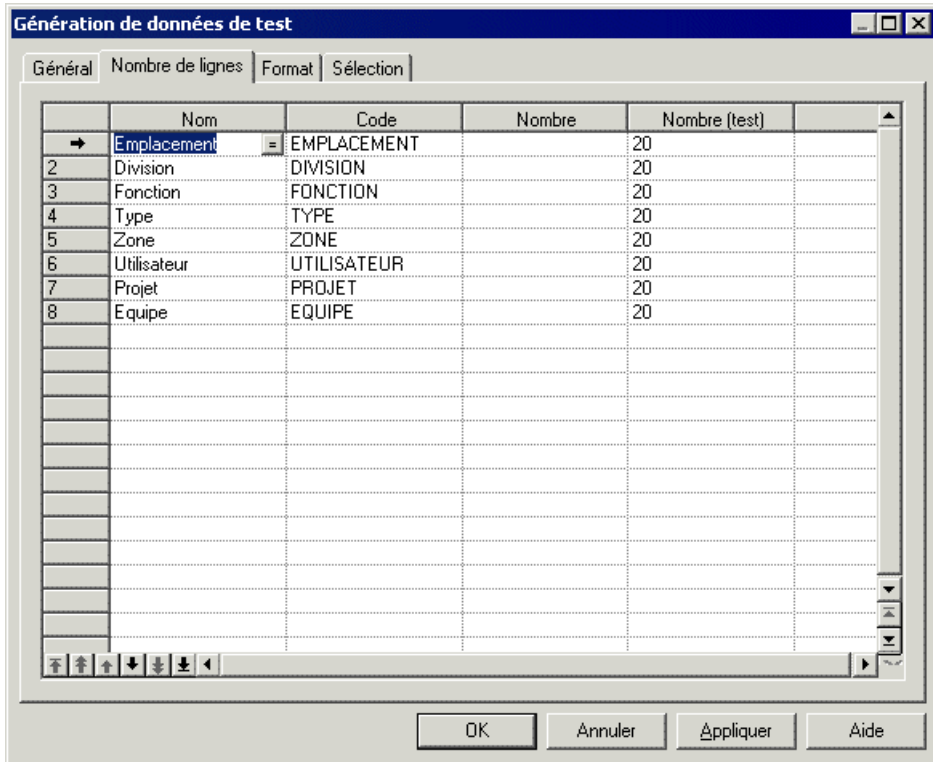 Génération de données de test
Général Nombre de lignes Format Sélection
Nom Code Nombre Nombre (test)
Emplacement = EMPLACEMENT 20
2 Division DIVISION 20
3 Fonction FONCTION 20
4 Type TYPE 20
5 Zone ZONE 20
6 Utilisateur UTILISATEUR 20
7 Projet PROJET 20
8 Equipe EQUIPE 20
OK Annuler Appliquer Aide